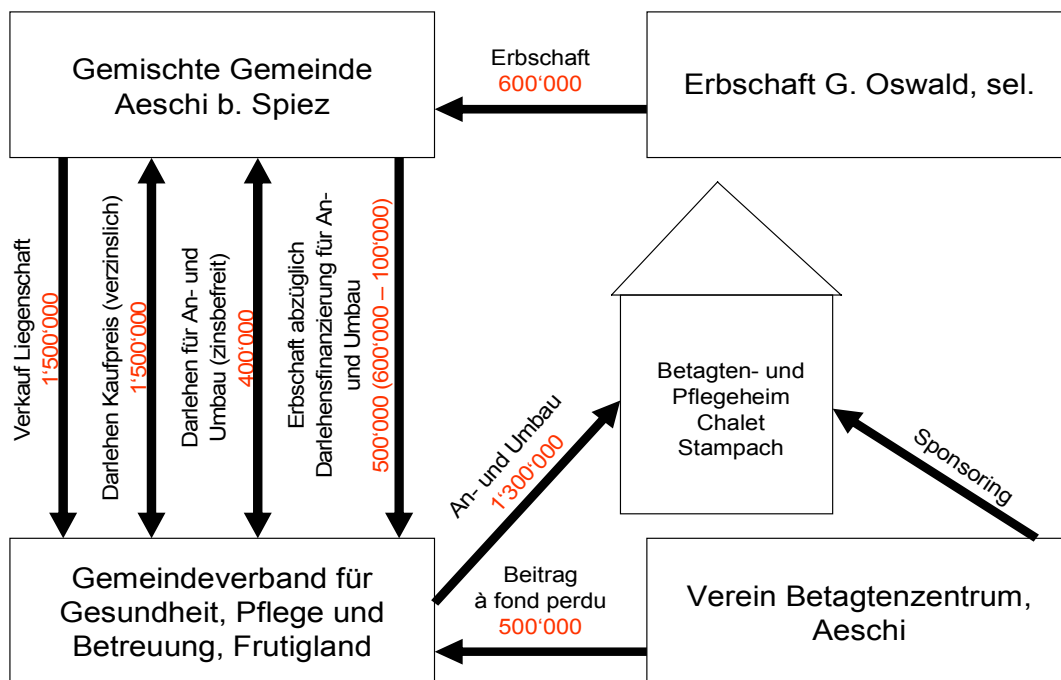 Gemischte Gemeinde
Aeschi b. Spiez
Erbschaft
600‘000
Erbschaft G. Oswald, sel.
Verkauf Liegenschaft
1‘500‘000
Darlehen Kaufpreis (verzinslich)
1‘500‘000
Darlehen für An- und
Umbau (zinsbefreit)
400‘000
Erbschaft abzüglich
Darlehensfinanzierung für An-
und Umbau
500‘000 (600‘000 – 100‘000)
Betagten- und
Pflegeheim
Chalet
Stampach
An- und Umbau
1‘300‘000
Sponsoring
Gemeindeverband für
Gesundheit, Pflege und
Betreuung, Frutigland
Beitrag
à fond perdu
500‘000
Verein Betagtenzentrum,
Aeschi